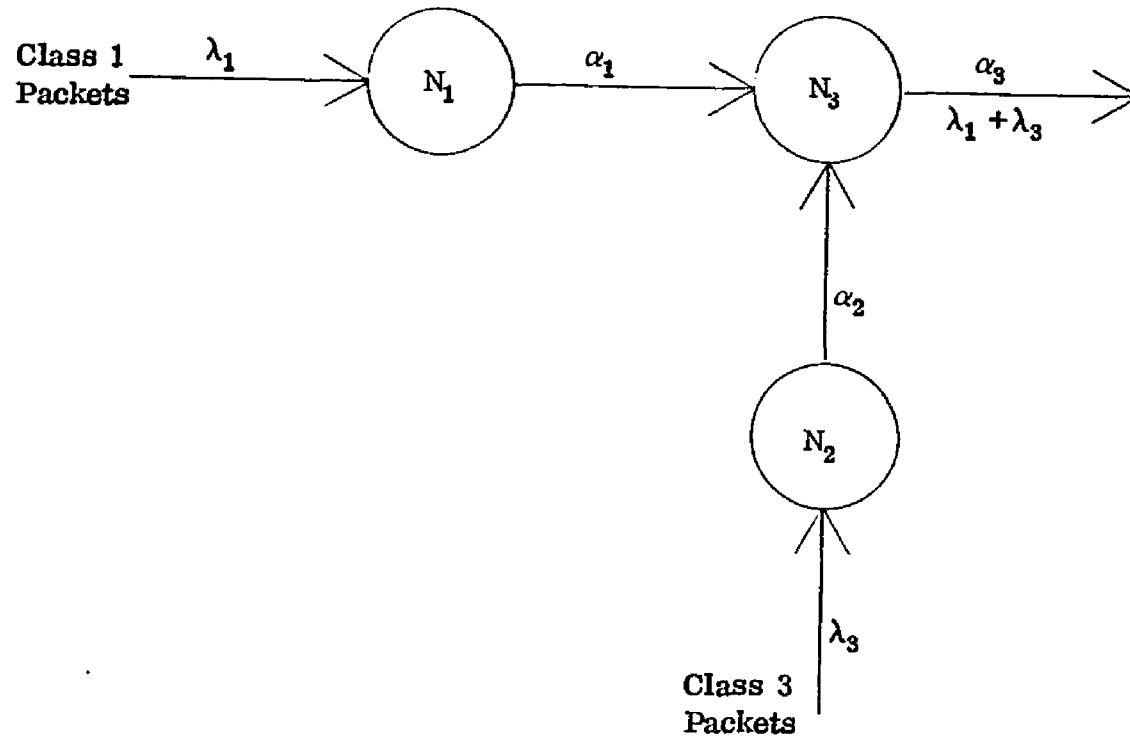 Class 1
Packets
λ₁
N₁
α₁
N₃
α₃
λ₁ + λ₃
α₂
N₂
λ₃
Class 3
Packets